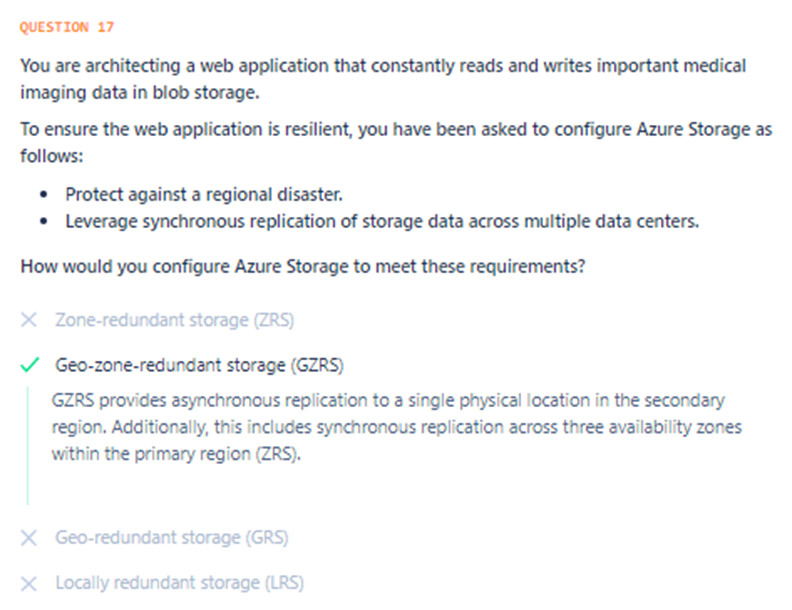 QUESTION 17
You are architecting a web application that constantly reads and writes important medical
imaging data in blob storage.
To ensure the web application is resilient, you have been asked to configure Azure Storage as
follows:
• Protect against a regional disaster.
• Leverage synchronous replication of storage data across multiple data centers.
How would you configure Azure Storage to meet these requirements?
Zone-redundant storage (ZRS)
Geo-zone-redundant storage (GZRS)
GZRS provides asynchronous replication to a single physical location in the secondary
region. Additionally, this includes synchronous replication across three availability zones
within the primary region (ZRS).
Geo-redundant storage (GRS)
Locally redundant storage (LRS)